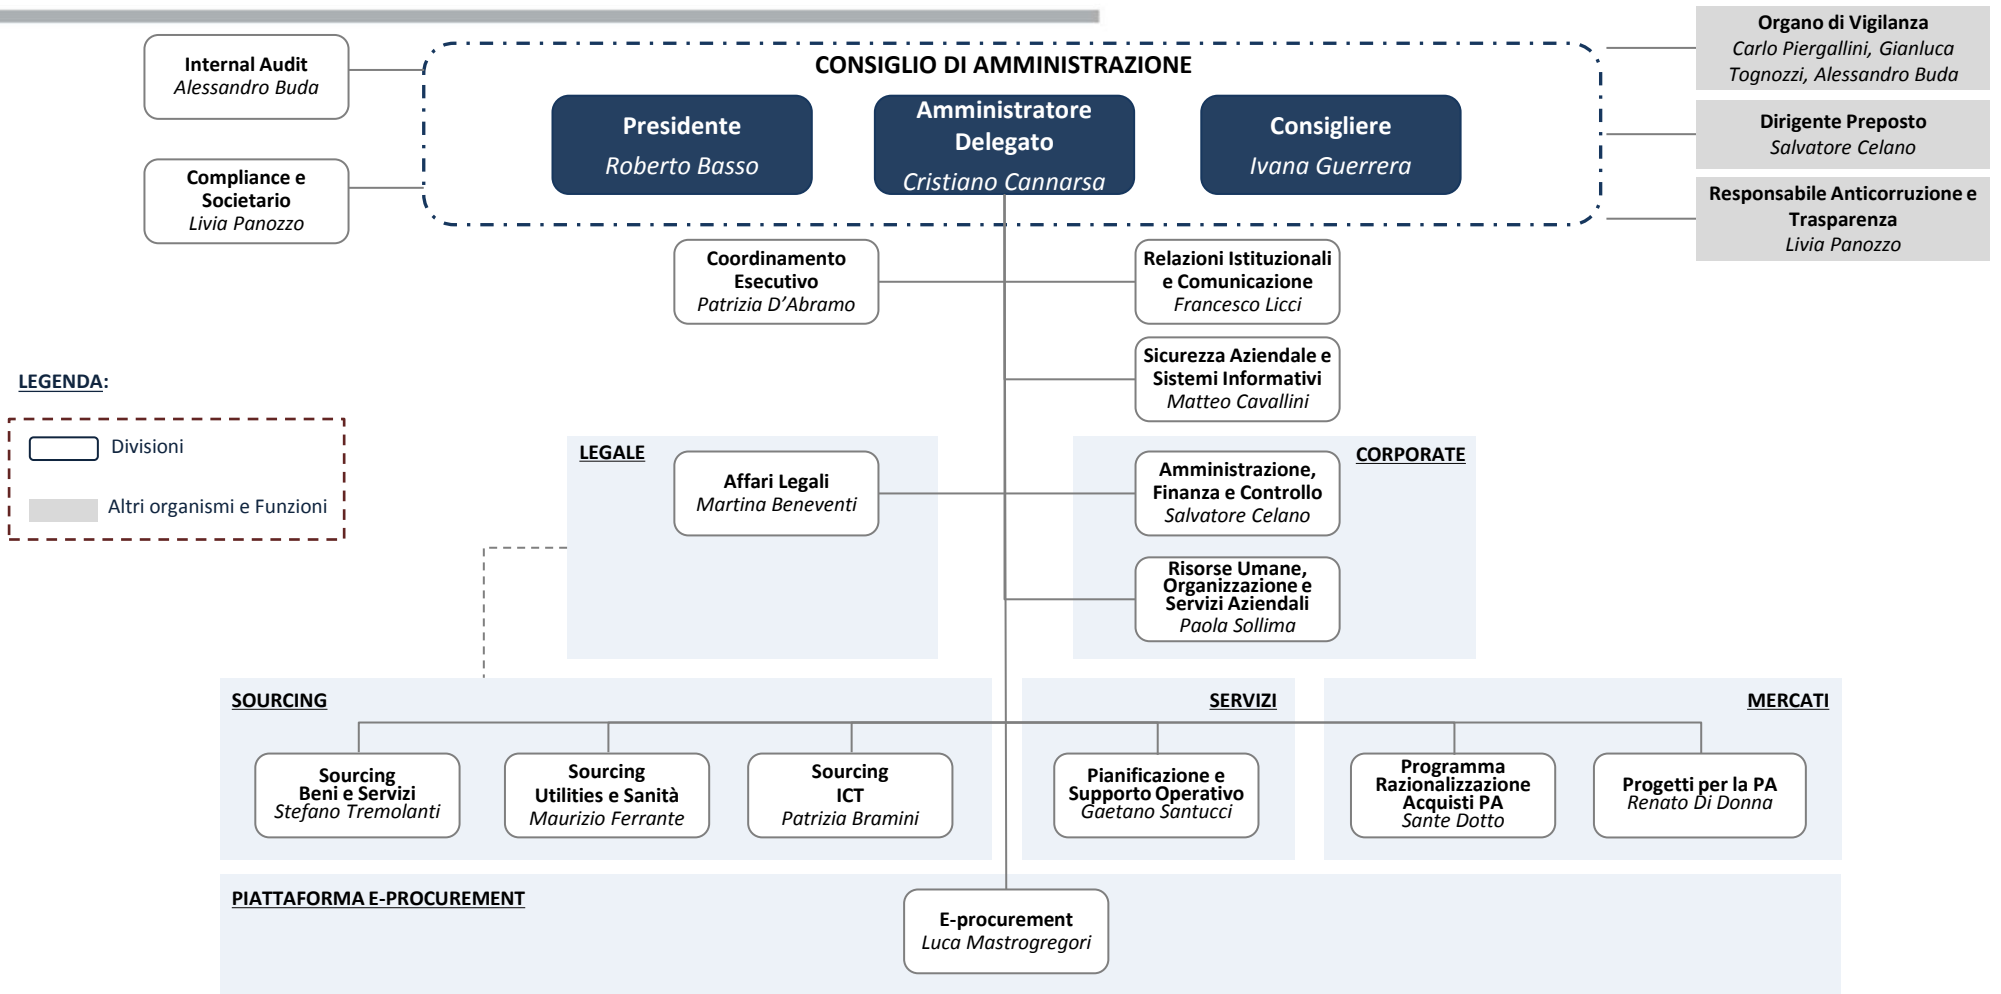 Internal Audit
Alessandro Buda
Compliance e
Societario
Livia Panozzo
CONSIGLIO DI AMMINISTRAZIONE
Presidente
Roberto Basso
Amministratore
Delegato
Cristiano Cannarsa
Consigliere
Ivana Guerrera
Organo di Vigilanza
Carlo Piergallini, Gianluca
Tognozzi, Alessandro Buda
Dirigente Preposto
Salvatore Celano
Responsabile Anticorruzione e
Trasparenza
Livia Panozzo
Coordinamento
Esecutivo
Patrizia D’Abramo
Relazioni Istituzionali
e Comunicazione
Francesco Licci
Sicurezza Aziendale e
Sistemi Informativi
Matteo Cavallini
LEGENDA:
Divisioni
Altri organismi e Funzioni
LEGALE
Affari Legali
Martina Beneventi
CORPORATE
Amministrazione,
Finanza e Controllo
Salvatore Celano
Risorse Umane,
Organizzazione e
Servizi Aziendali
Paola Sollima
SOURCING
Sourcing
Beni e Servizi
Stefano Tremolanti
Sourcing
Utilities e Sanità
Maurizio Ferrante
Sourcing
ICT
Patrizia Bramini
SERVIZI
Pianificazione e
Supporto Operativo
Gaetano Santucci
MERCATI
Programma
Razionalizzazione
Acquisti PA
Sante Dotto
Progetti per la PA
Renato Di Donna
PIATTAFORMA E-PROCUREMENT
E-procurement
Luca Mastrogregori